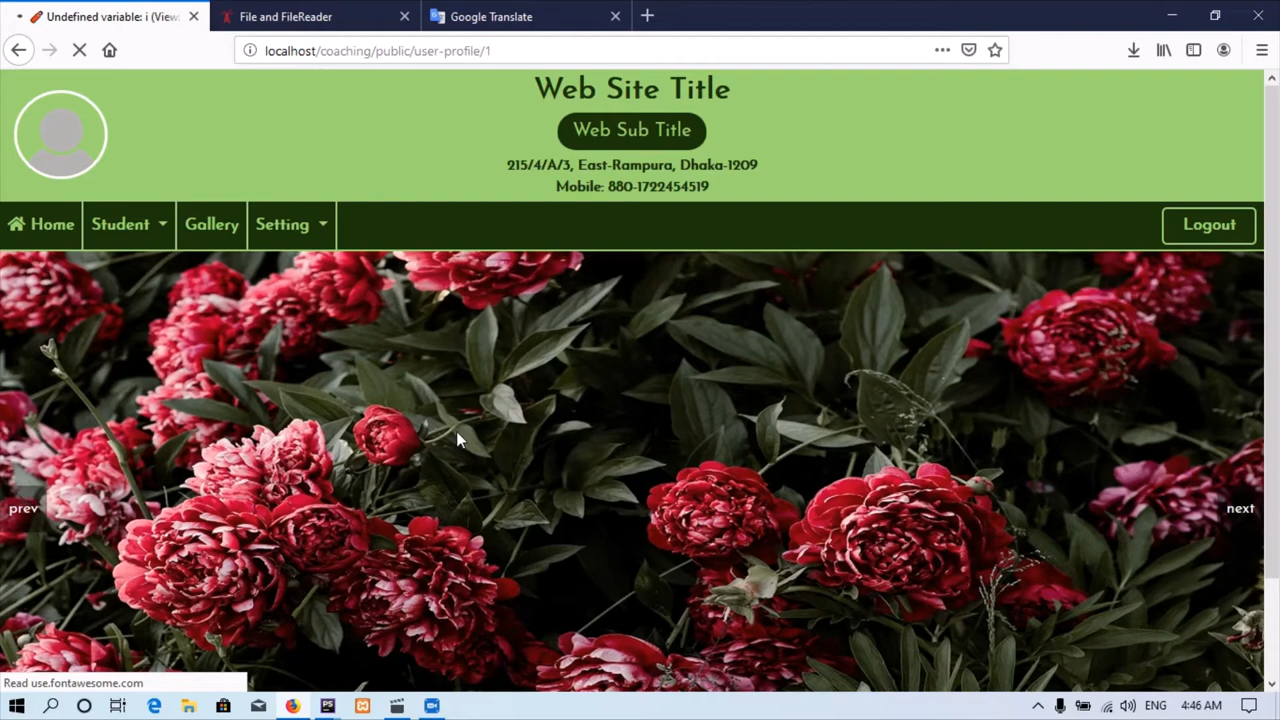 Undefined variable: i (View:
File and FileReader
Google Translate
localhost/coaching/public/user-profile/1
Web Site Title
Web Sub Title
215/4/A/3, East-Rampura, Dhaka-1209
Mobile: 880-1722454519
Home
Student
Gallery
Setting
Logout
prev
next
Read use.fontawesome.com
PS
ENG
4:46 AM